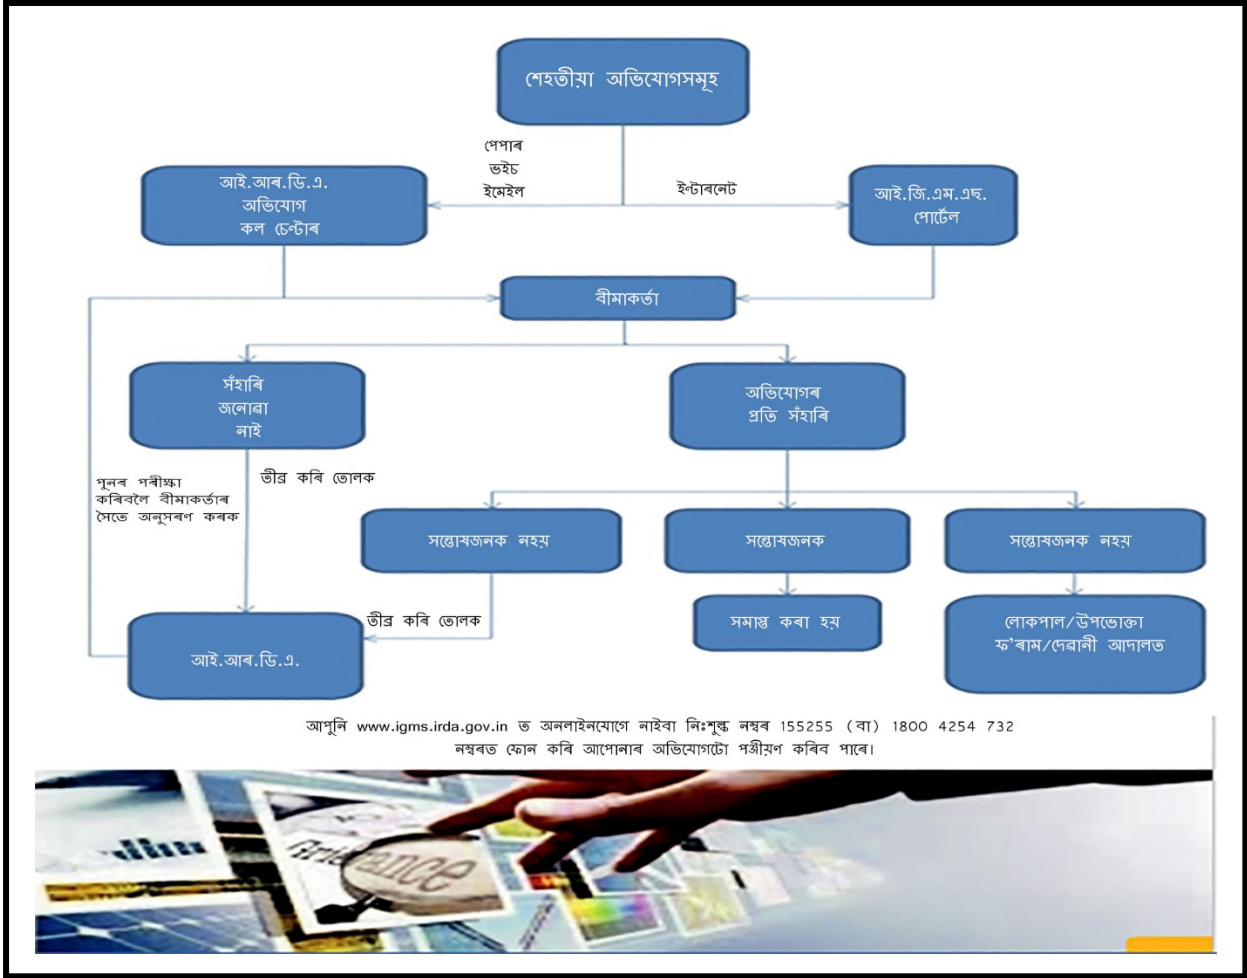 শেহতীয়া অভিযোগসমূহ
পেপাৰ
ভইচ
ইমেইল
ইণ্টাৰনেট
আই.আৰ.ডি.এ.
অভিযোগ
কল চেণ্টাৰ
আই.জি.এম.এছ.
পোৰ্টেল
বীমাকৰ্তা
সঁহাৰি
জনোৱা
নাই
অভিযোগৰ
প্ৰতি সঁহাৰি
পুনৰ পৰীক্ষা
কৰিবলৈ বীমাকৰ্তাৰ
সৈতে অনুসৰণ কৰক
তীব্ৰ কৰি তোলক
সন্তোষজনক নহয়
সন্তোষজনক
সন্তোষজনক নহয়
তীব্ৰ কৰি তোলক
আই.আৰ.ডি.এ.
সমাপ্ত কৰা হয়
লোকপাল/উপভোক্তা
ফ'ৰাম/দেৱানী আদালত
আপুনি www.igms.irda.gov.in ত অনলাইনযোগে নাইবা নিঃশুল্ক নম্বৰ 155255 (বা) 1800 4254 732
নম্বৰত ফোন কৰি আপোনাৰ অভিযোগটো পঞ্জীয়ণ কৰিব পাৰে।
Grievance